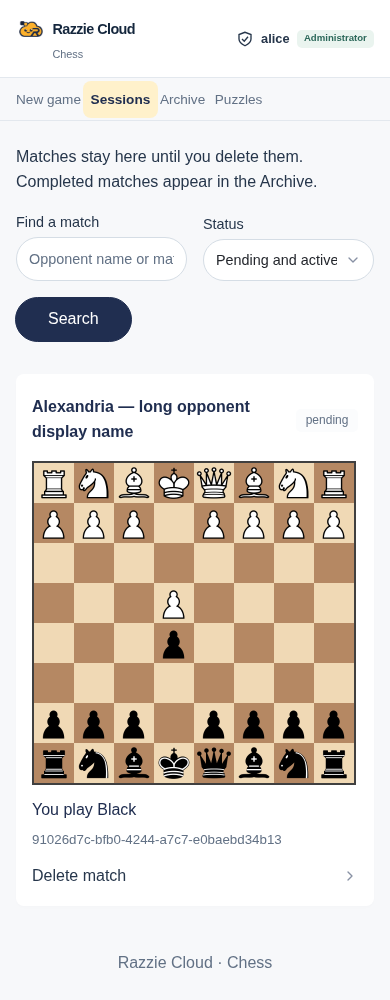 Razzie Cloud
Chess
alice
Administrator
New game
Sessions
Archive
Puzzles
Matches stay here until you delete them.
Completed matches appear in the Archive.
Find a match
Status
Opponent name or ma
Pending and active
Search
Alexandria — long opponent
display name
pending
You play Black
91026d7c-bfb0-4244-a7c7-e0baebd34b13
Delete match
Razzie Cloud · Chess